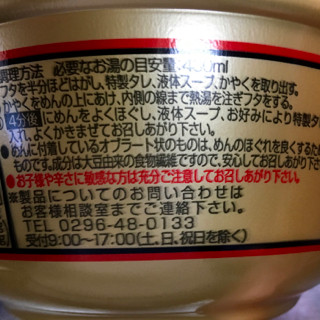 調理方法 必要なお湯の目安量:430ml
フタを半分ほどはがし、特製タレ、液体スープ、かやくを取り出す。
かやくをめんの上にあけ、内側の線まで熱湯を注ぎフタをする。
4分後にめんをよくほぐし、液体スープ、お好みにより特製
入れ、よくかきまぜてお召しあがり下さい。
●めんに付着しているオブラート状のものは、めんのほぐれを良くするため
ものです。成分は大豆由来の食物繊維ですので、安心してお召しあがり下
●お子様や辛さに敏感な方は充分ご注意してお召しあがり下さい。
※製品についてのお問い合わせは
お客様相談室までご連絡下さい。
TEL 0296-48-0133
受付9:00~17:00(土、日、祝日を除く)